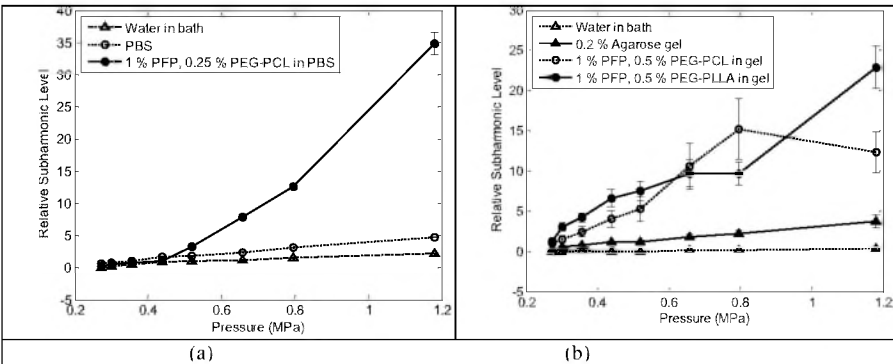 40
35
30
25
20
15
10
5
0
-5
Relative Subharmonic Level
Water in bath
PBS
1 % PFP, 0.25 % PEG-PCL in PBS
0.2
0.4
0.6
0.8
1
1.2
Pressure (MPa)
(a)
30
25
20
15
10
5
0
-5
Relative Subharmonic Level
Water in bath
0.2 % Agarose gel
1 % PFP, 0.5 % PEG-PCL in gel
1 % PFP, 0.5 % PEG-PLLA in gel
0.2
0.4
0.6
0.8
1
1.2
Pressure (MPa)
(b)